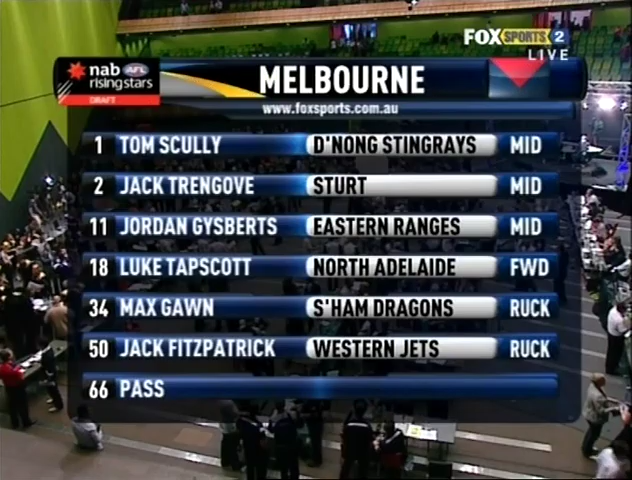 FOX SPORTS 2
LIVE
nab AFL
risingstars
DRAFT
MELBOURNE
www.foxsports.com.au
1 TOM SCULLY D'NONG STINGRAYS MID
2 JACK TRENGOVE STURT MID
11 JORDAN GYSBERTS EASTERN RANGES MID
18 LUKE TAPSCOTT NORTH ADELAIDE FWD
34 MAX GAWN S'HAM DRAGONS RUCK
50 JACK FITZPATRICK WESTERN JETS RUCK
66 PASS